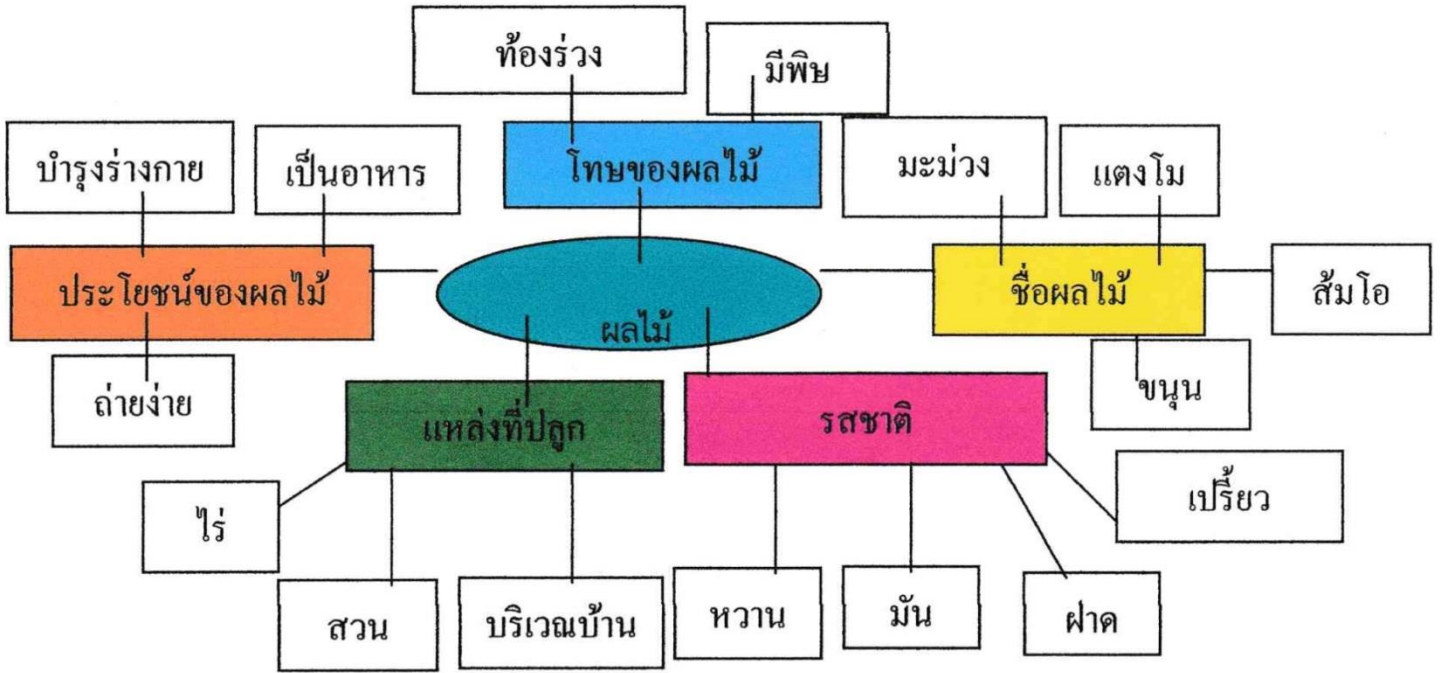 ท้องร่วง
มีพิษ
บำรุงร่างกาย
เป็นอาหาร
โทษของผลไม้
มะม่วง
แตงโม
ประโยชน์ของผลไม้
ผลไม้
ชื่อผลไม้
ส้มโอ
ถ่ายง่าย
แหล่งที่ปลูก
รสชาติ
ขนุน
ไร่
เปรี้ยว
สวน
บริเวณบ้าน
หวาน
มัน
ฝาด